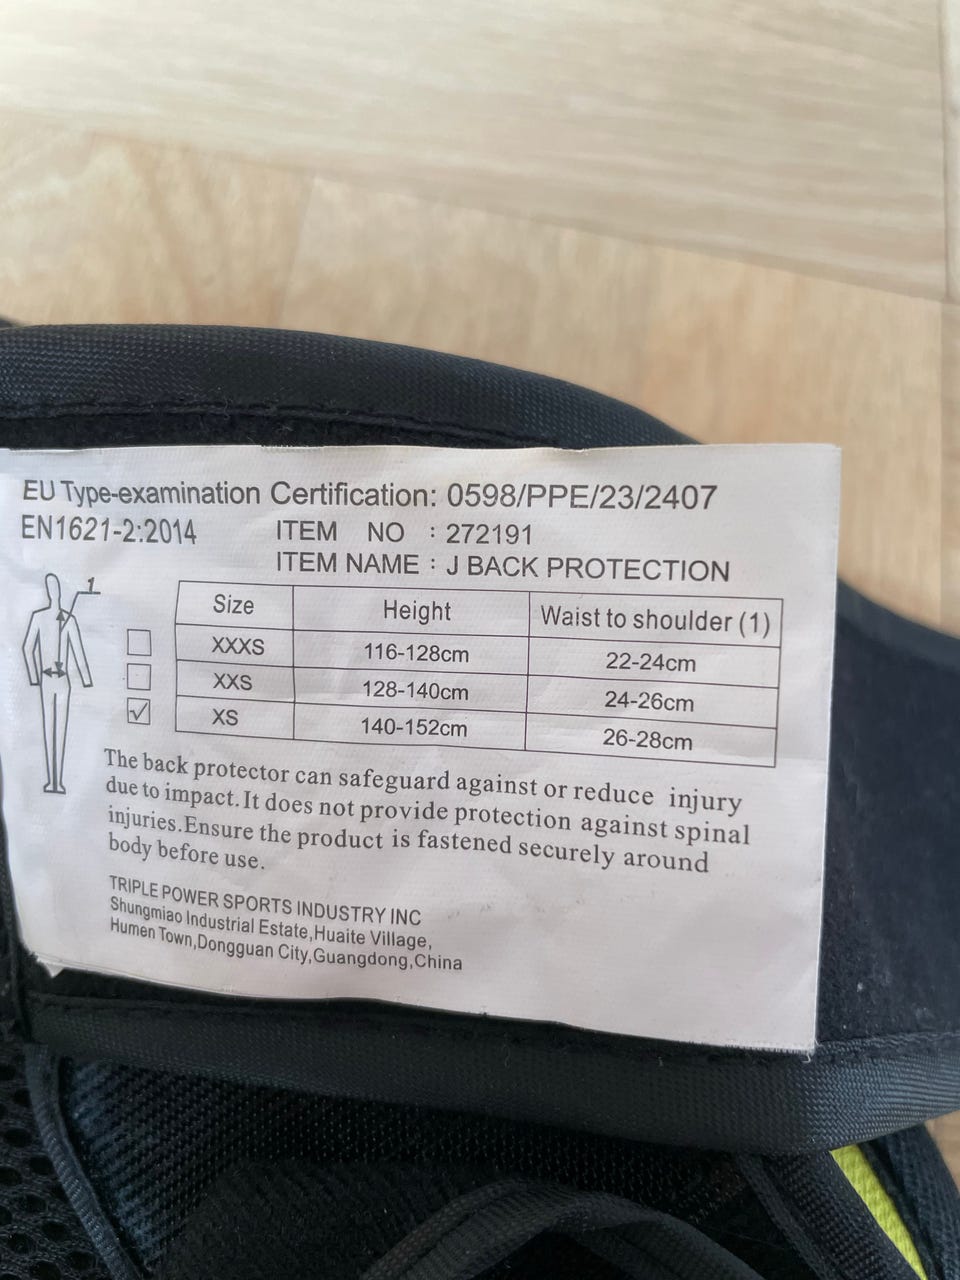 EU Type-examination Certification: 0598/PPE/23/2407
EN1621-2:2014 ITEM NO : 272191
ITEM NAME : J BACK PROTECTION
1
Size Height Waist to shoulder (1)
XXXS 116-128cm 22-24cm
XXS 128-140cm 24-26cm
XS 140-152cm 26-28cm
The back protector can safeguard against or reduce injury
due to impact.It does not provide protection against spinal
injuries.Ensure the product is fastened securely around
body before use.
TRIPLE POWER SPORTS INDUSTRY INC
Shungmiao Industrial Estate,Huaite Village,
Humen Town,Dongguan City,Guangdong,China